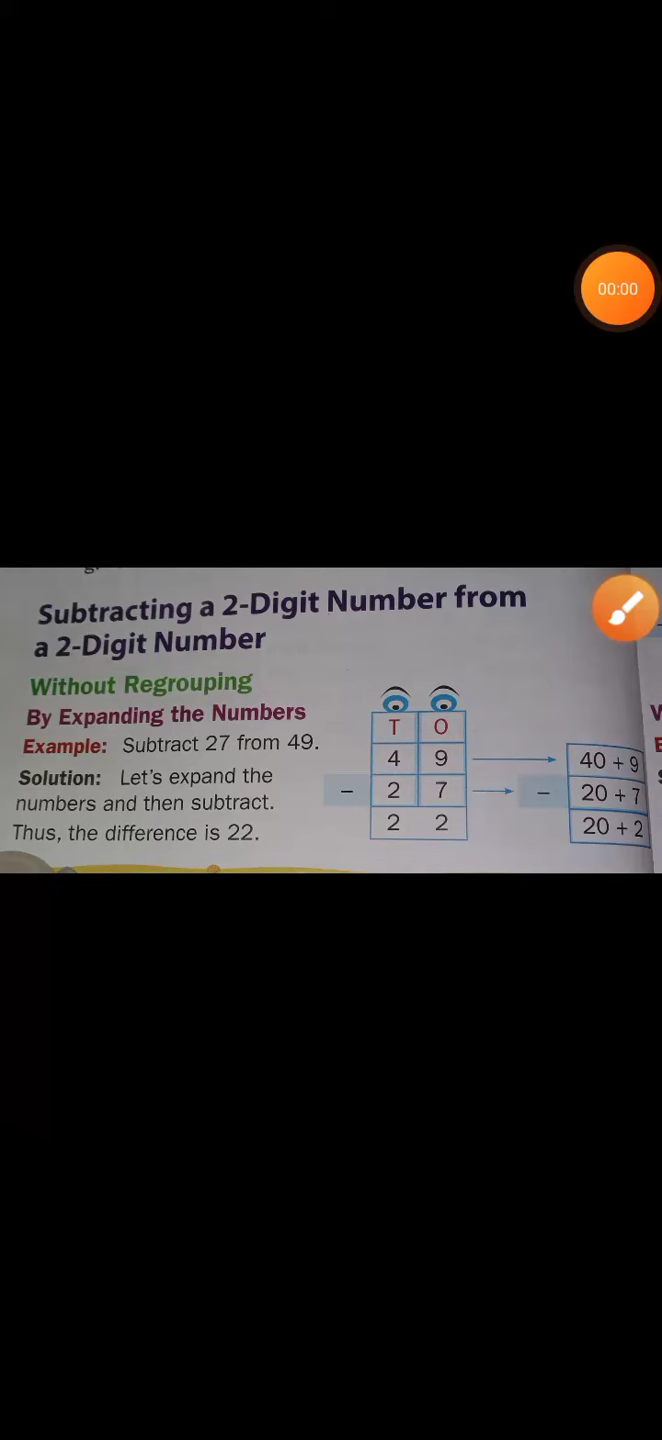 00:00
Subtracting a 2-Digit Number from
a 2-Digit Number
Without Regrouping
By Expanding the Numbers
Example: Subtract 27 from 49.
Solution: Let's expand the
numbers and then subtract.
Thus, the difference is 22.
T O
4 9
– 2 7
2 2
40 + 9
– 20 + 7
20 + 2